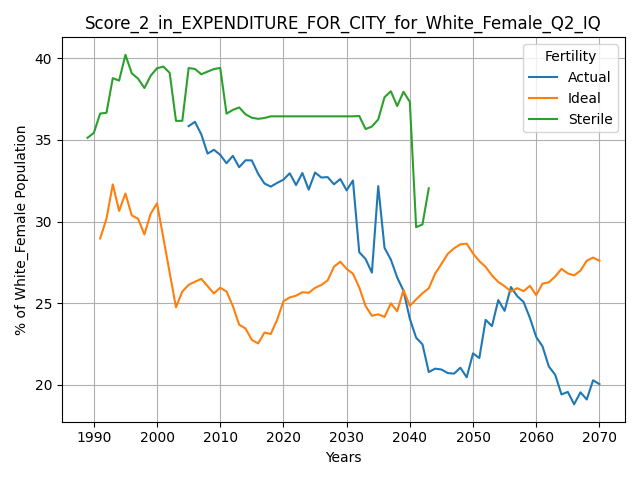 Score_2_in_EXPENDITURE_FOR_CITY_for_White_Female_Q2_IQ
Fertility
Actual
Ideal
Sterile
% of White_Female Population
40
35
30
25
20
1990 2000 2010 2020 2030 2040 2050 2060 2070
Years